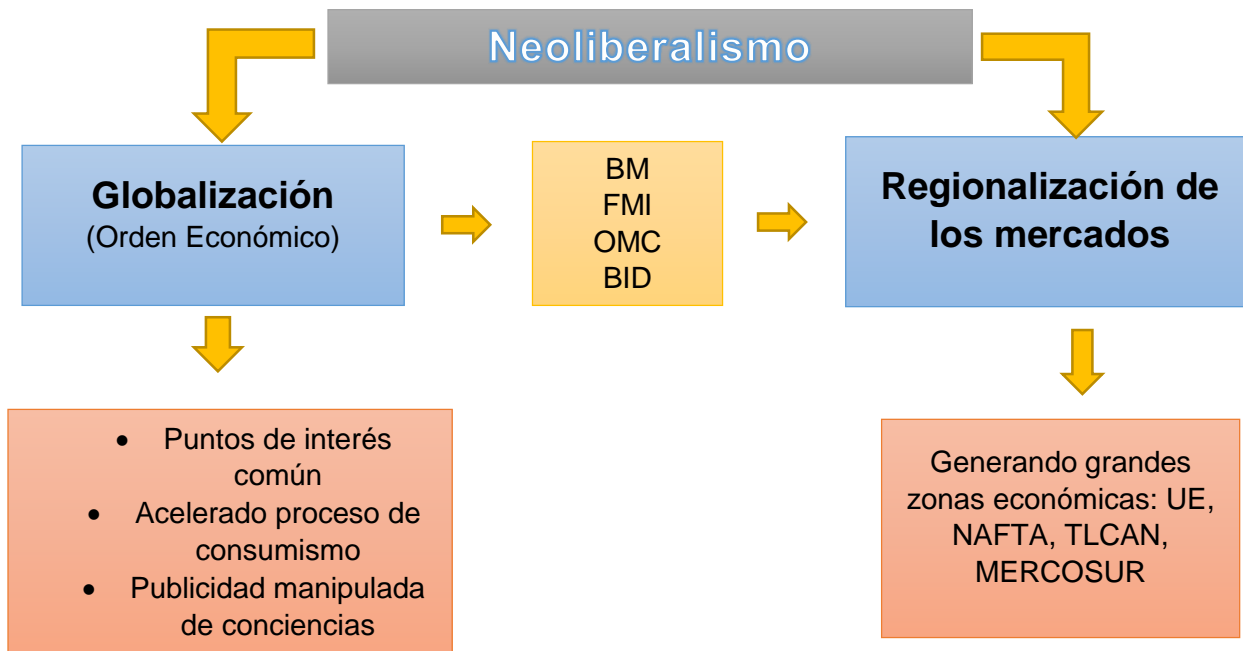 Neoliberalismo
Globalización
(Orden Económico)
BM
FMI
OMC
BID
Regionalización de
los mercados
• Puntos de interés
común
• Acelerado proceso de
consumismo
• Publicidad manipulada
de conciencias
Generando grandes
zonas económicas: UE,
NAFTA, TLCAN,
MERCOSUR